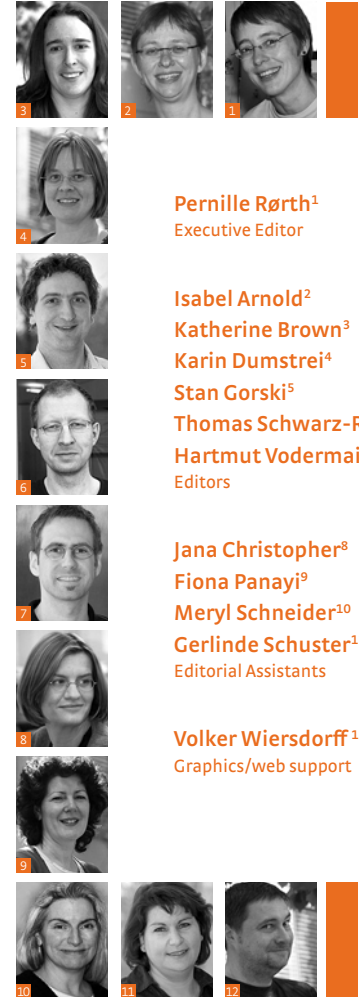 3 2 1
4
Pernille Rørth¹
Executive Editor
5
Isabel Arnold²
Katherine Brown³
Karin Dumstrei⁴
Stan Gorski⁵
Thomas
Hartmut
Editors
6
7
Jana Christopher⁸
Fiona Panayi⁹
Meryl Schneider¹⁰
Gerlinde Schuster
Editorial Assistants
8
Volker Wiersdorff
Graphics/web support
9
10 11 12